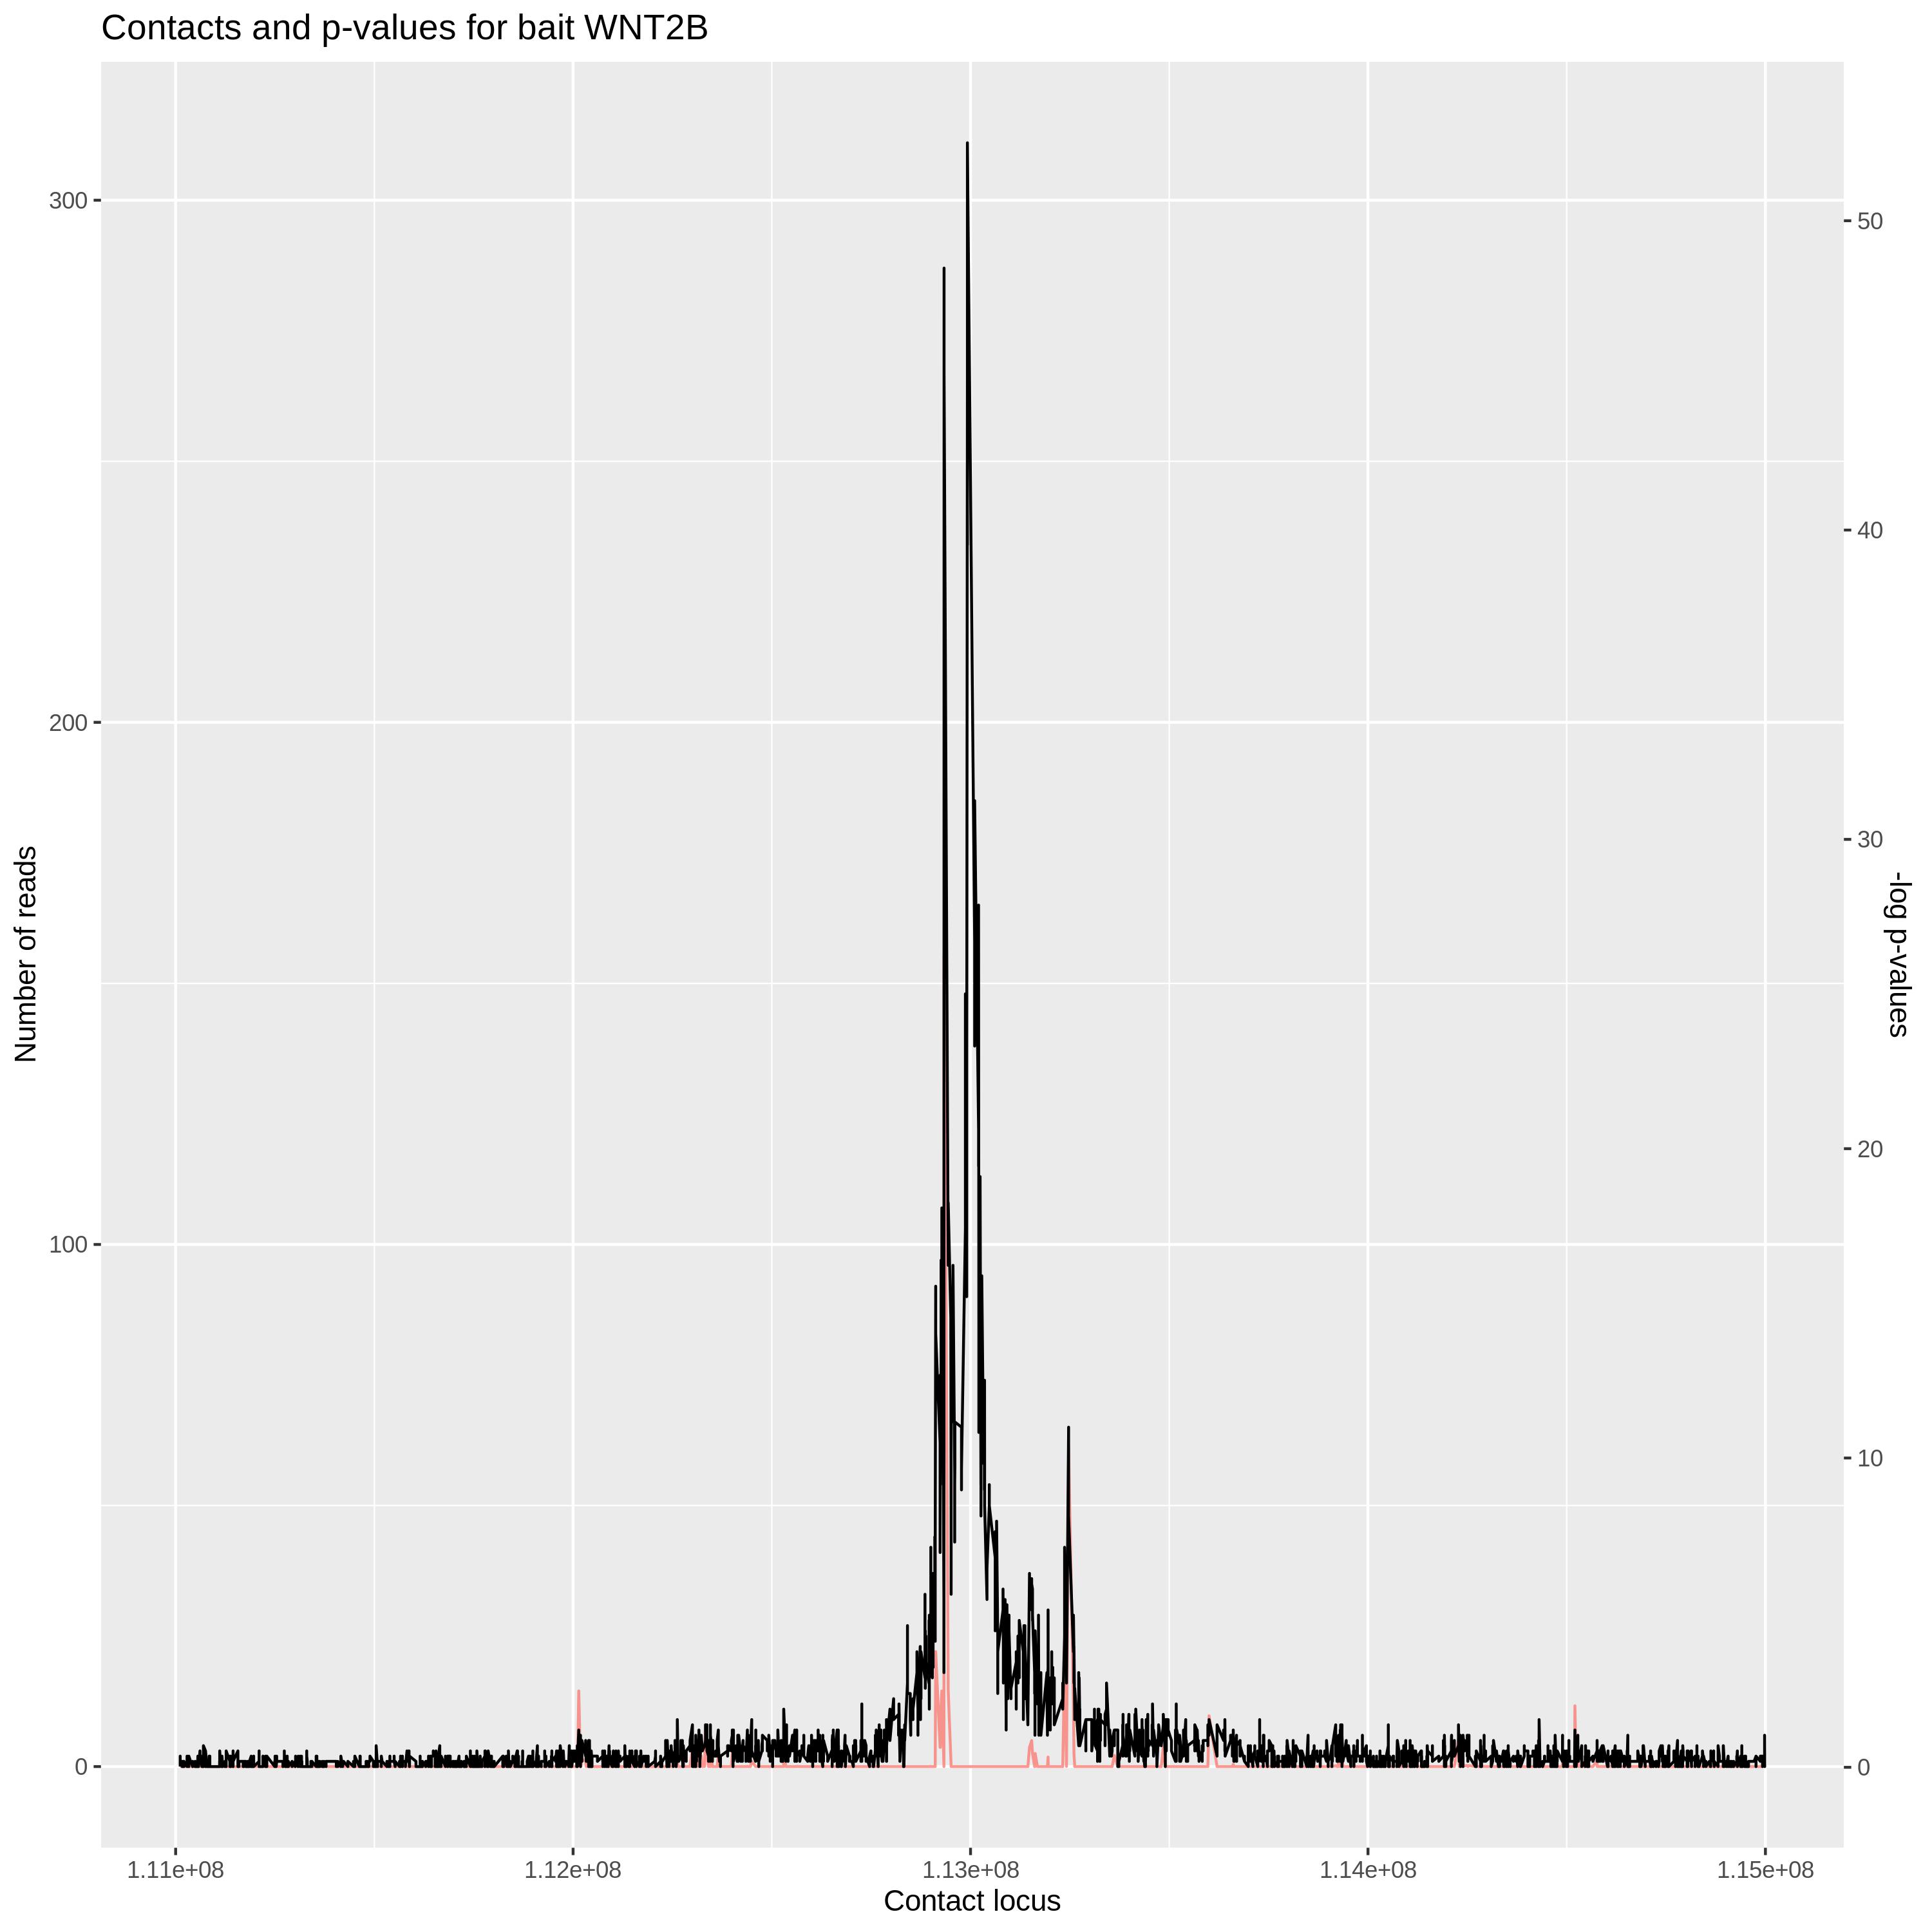 Contacts and p-values for bait WNT2B
Number of reads
300
200
100
0
50
40
30
20
10
0
-log p-values
1.11e+08 1.12e+08 1.13e+08 1.14e+08 1.15e+08
Contact locus